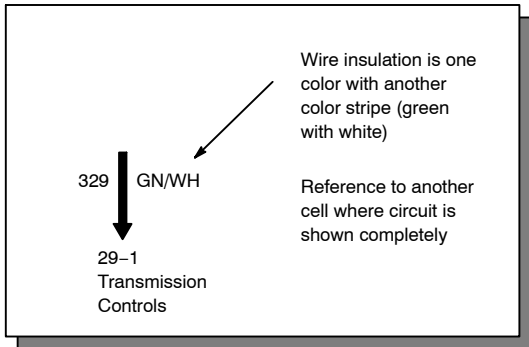 Wire insulation is one
color with another
color stripe (green
with white)
329 GN/WH
Reference to another
cell where circuit is
shown completely
29–1
Transmission
Controls